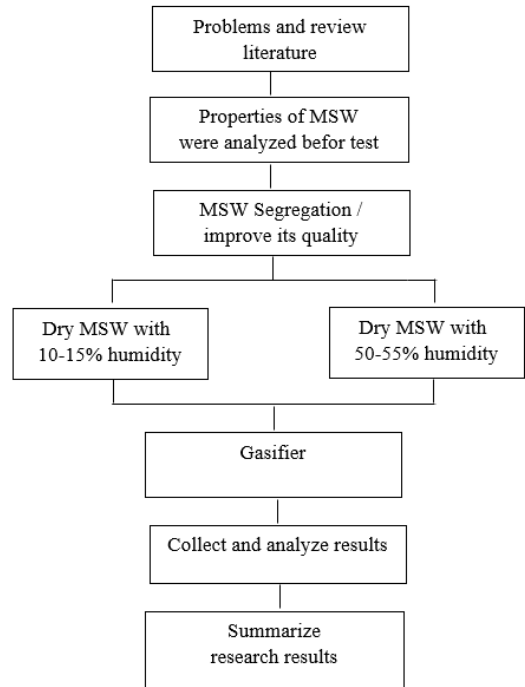 Problems and review
literature
Properties of MSW
were analyzed befor test
MSW Segregation /
improve its quality
Dry MSW with
10-15% humidity
Dry MSW with
50-55% humidity
Gasifier
Collect and analyze results
Summarize
research results